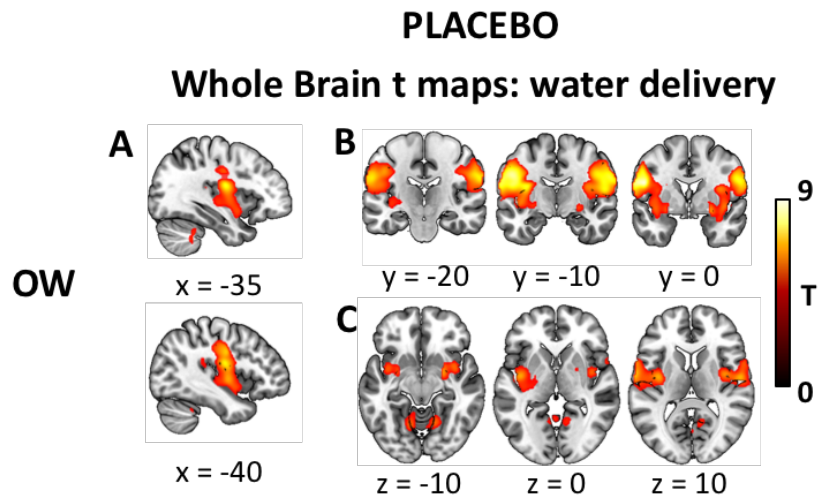 PLACEBO
Whole Brain t maps: water delivery
A
B
9
x = -35
y = -20
y = -10
y = 0
OW
T
C
0
x = -40
z = -10
z = 0
z = 10